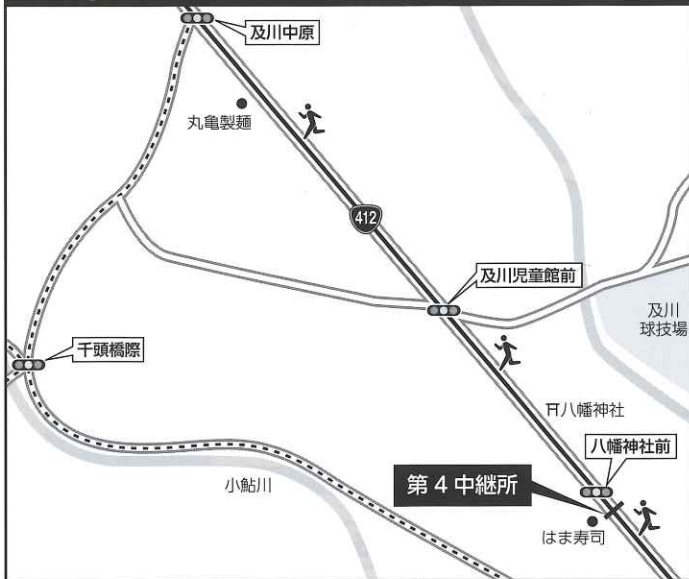 及川中原
丸亀製麺
412
及川児童館前
及川
球技場
千頭橋際
八幡神社
八幡神社前
第4中継所
小鮎川
はま寿司